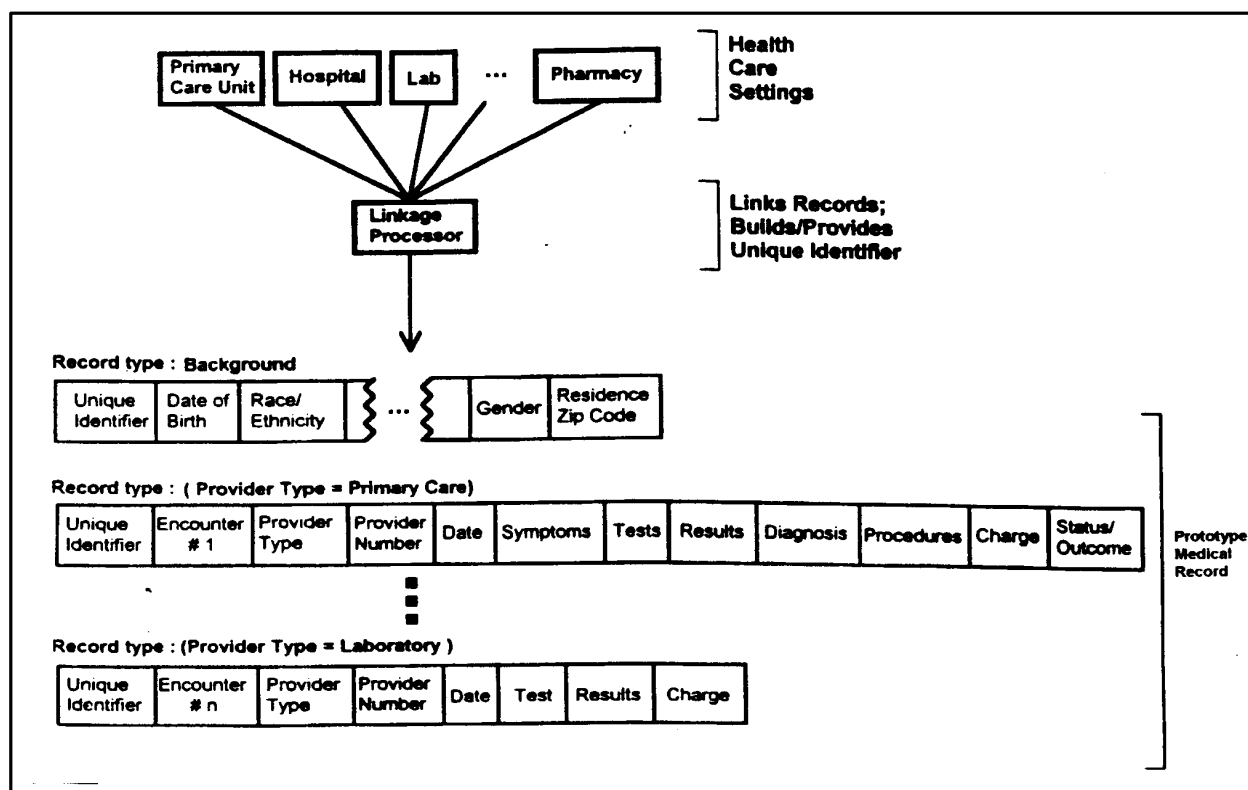 Primary
Care Unit
Hospital
Lab
...
Pharmacy
Health
Care
Settings
Linkage
Processor
Links Records;
Builds/Provides
Unique Identifier
Record type : Background
Unique
Identifier
Date of
Birth
Race/
Ethnicity
...
Gender
Residence
Zip Code
Record type : ( Provider Type = Primary Care)
Unique
Identifier
Encounter
# 1
Provider
Type
Provider
Number
Date
Symptoms
Tests
Results
Diagnosis
Procedures
Charge
Status/
Outcome
Prototype
Medical
Record
Record type : (Provider Type = Laboratory )
Unique
Identifier
Encounter
# n
Provider
Type
Provider
Number
Date
Test
Results
Charge